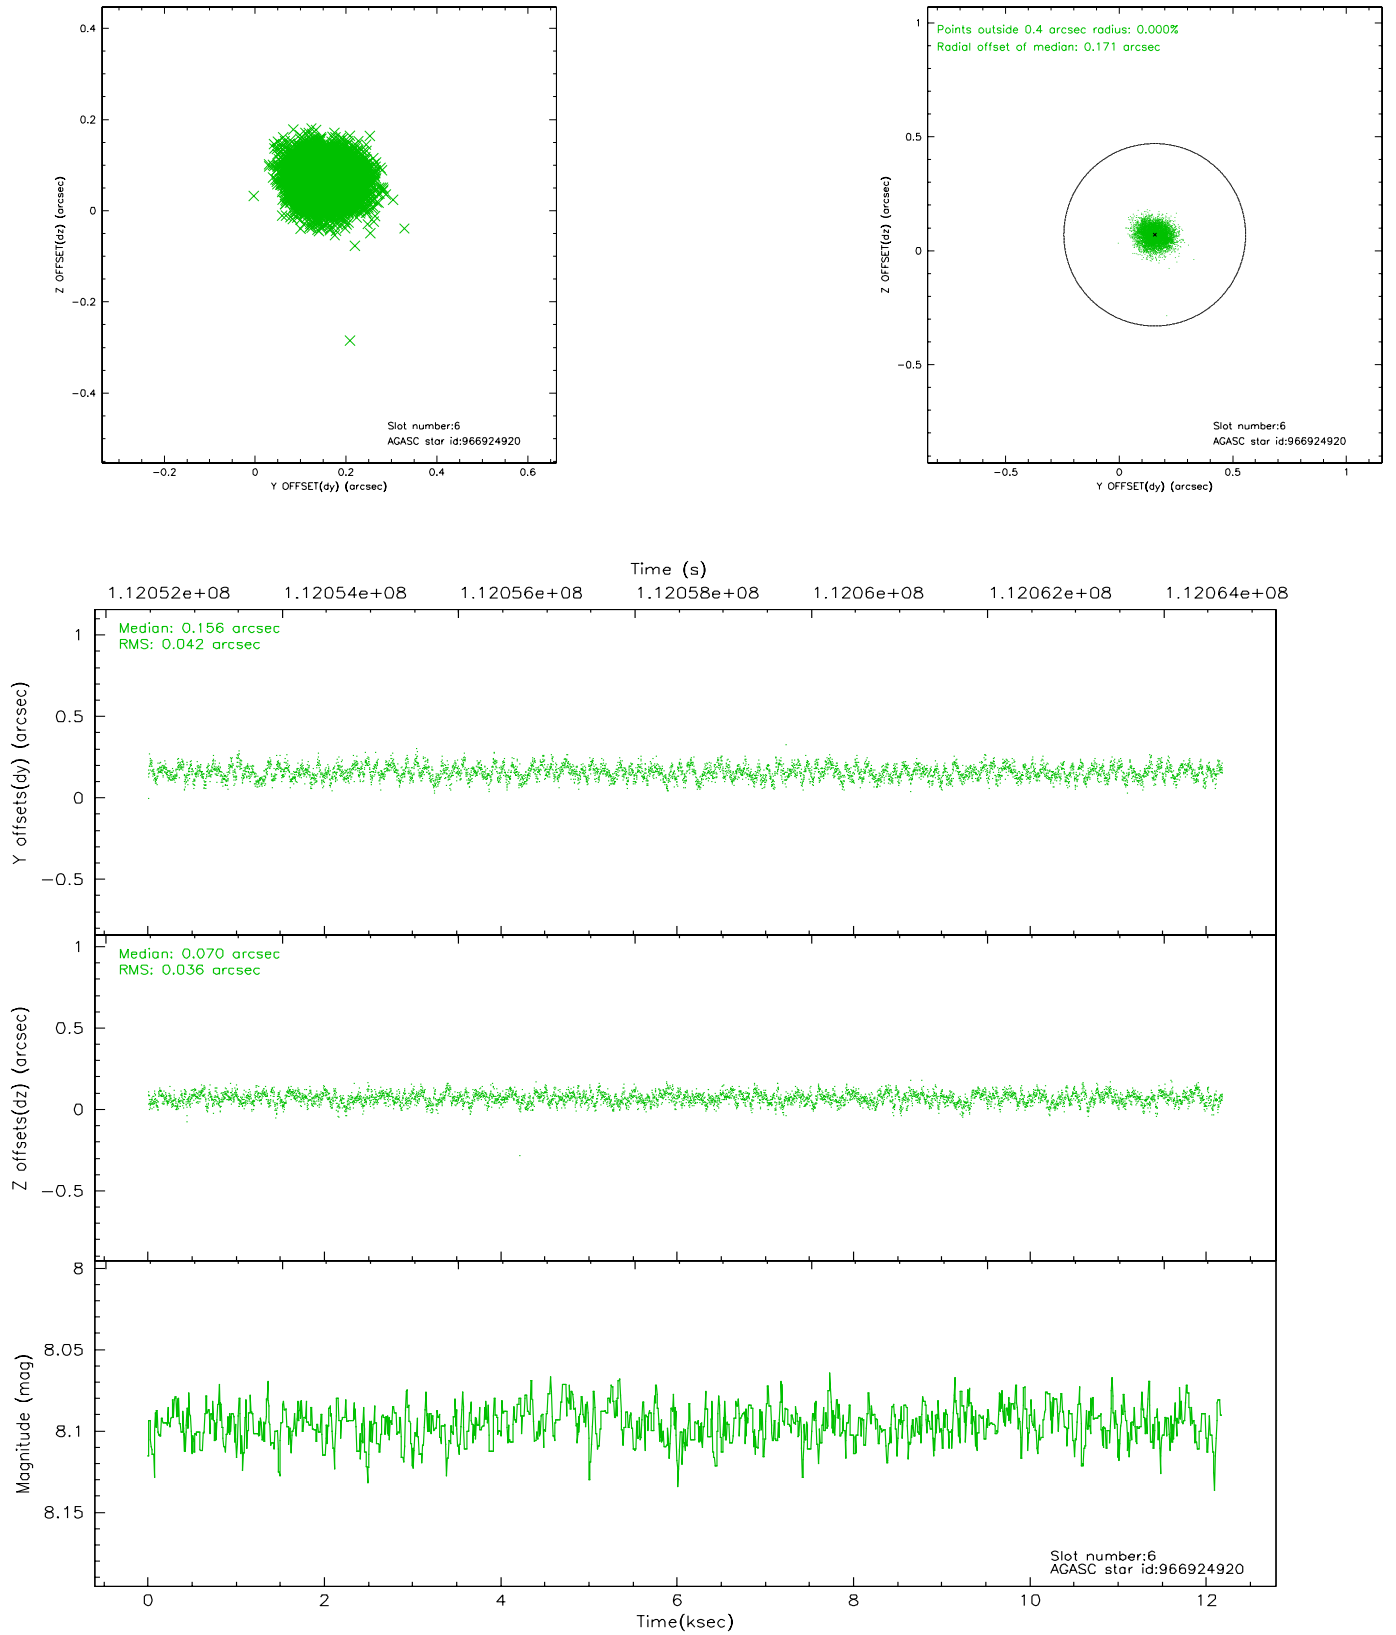 0.4
0.2
0
−0.2
−0.4
Z OFFSET(dz) (arcsec)
Slot number:6
AGASC star id:966924920
−0.2 0 0.2 0.4 0.6
Y OFFSET(dy) (arcsec)
Points outside 0.4 arcsec radius: 0.000%
Radial offset of median: 0.171 arcsec
1
0.5
0
−0.5
Z OFFSET(dz) (arcsec)
Slot number:6
AGASC star id:966924920
−0.5 0 0.5 1
Y OFFSET(dy) (arcsec)
Time (s)
1.12052e+08 1.12054e+08 1.12056e+08 1.12058e+08 1.1206e+08 1.12062e+08 1.12064e+08
Median: 0.156 arcsec
RMS: 0.042 arcsec
1
0.5
0
−0.5
Y offsets(dy) (arcsec)
Median: 0.070 arcsec
RMS: 0.036 arcsec
1
0.5
0
−0.5
Z offsets(dz) (arcsec)
8
8.05
8.1
8.15
Magnitude (mag)
Slot number:6
AGASC star id:966924920
0 2 4 6 8 10 12
Time(ksec)